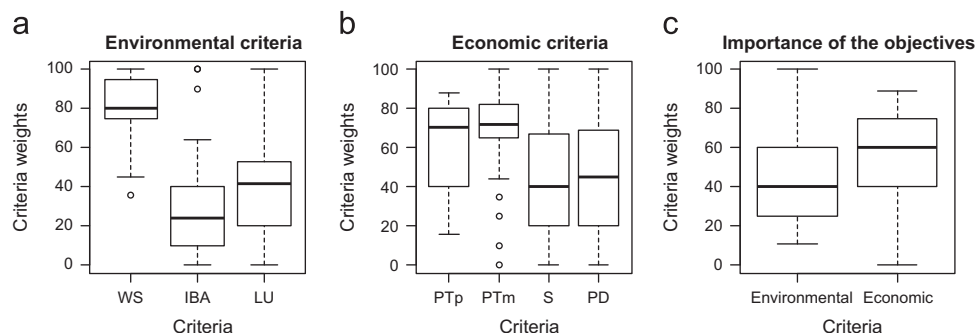 a
Environmental criteria
Criteria weights
100
80
60
40
20
0
WS IBA LU
Criteria
b
Economic criteria
Criteria weights
100
80
60
40
20
0
PTp PTm S PD
Criteria
c
Importance of the objectives
Criteria weights
100
80
60
40
20
0
Environmental Economic
Criteria